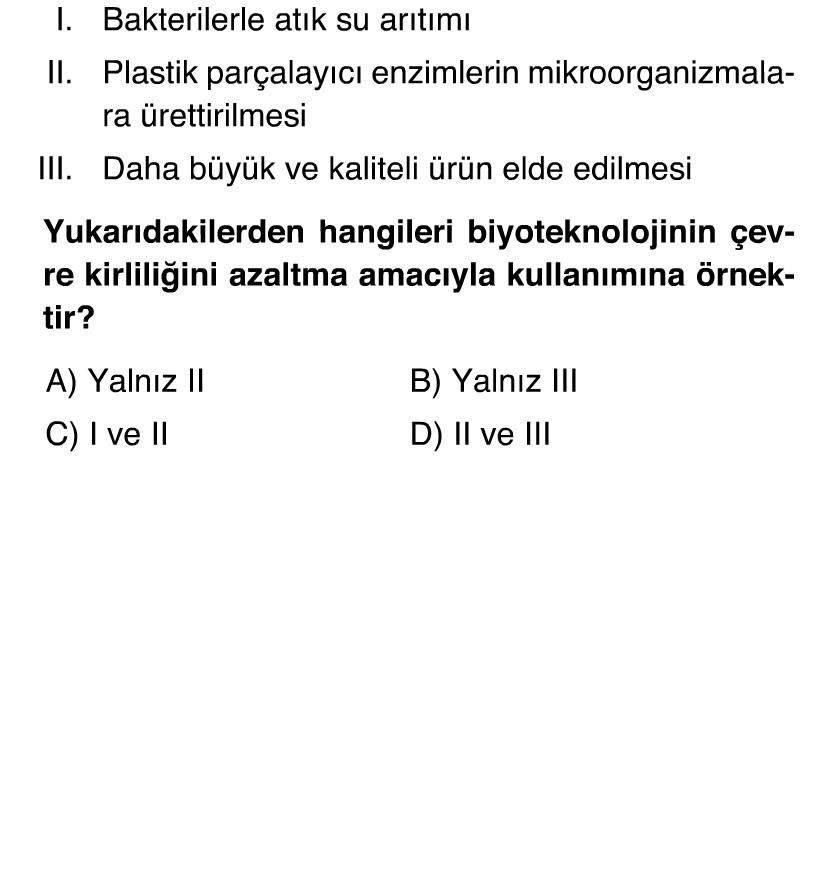 I. Bakterilerle atık su arıtımı
II. Plastik parçalayıcı enzimlerin mikroorganizmala-
ra ürettirilmesi
III. Daha büyük ve kaliteli ürün elde edilmesi
Yukarıdakilerden hangileri biyoteknolojinin çev-
re kirliliğini azaltma amacıyla kullanımına örnek-
tir?
A) Yalnız II B) Yalnız III
C) I ve II D) II ve III